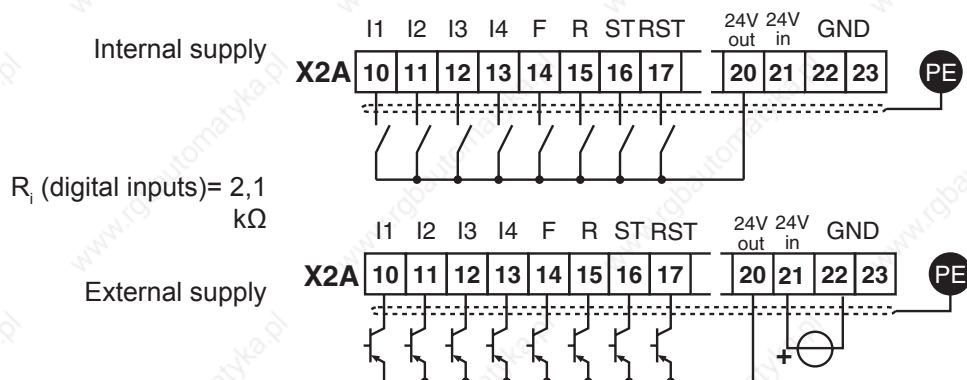 Internal supply
I1 I2 I3 I4 F R ST RST 24V out 24V in GND
X2A 10 11 12 13 14 15 16 17 20 21 22 23 PE
R_i (digital inputs)= 2,1
kΩ
I1 I2 I3 I4 F R ST RST 24V out 24V in GND
X2A 10 11 12 13 14 15 16 17 20 21 22 23 PE
External supply
+
www.rgbautomatyka.pl